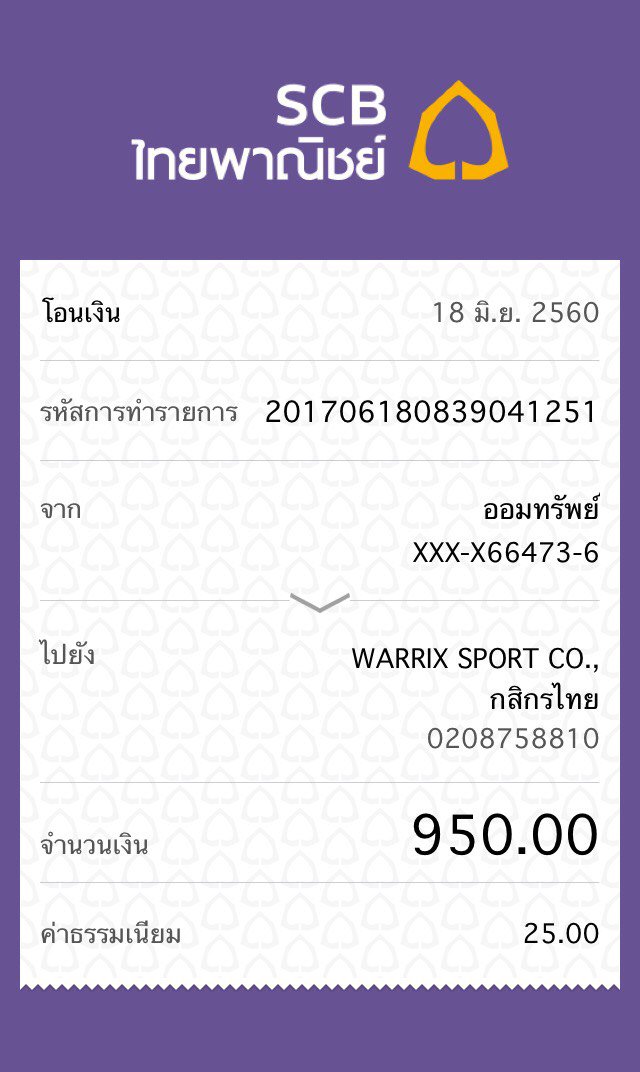 SCB
ไทยพาณิชย์
โอนเงิน 18 มิ.ย. 2560
รหัสการทำรายการ 201706180839041251
จาก ออมทรัพย์
XXX-X66473-6
ไปยัง WARRIX SPORT CO.,
กสิกรไทย
0208758810
จำนวนเงิน 950.00
ค่าธรรมเนียม 25.00